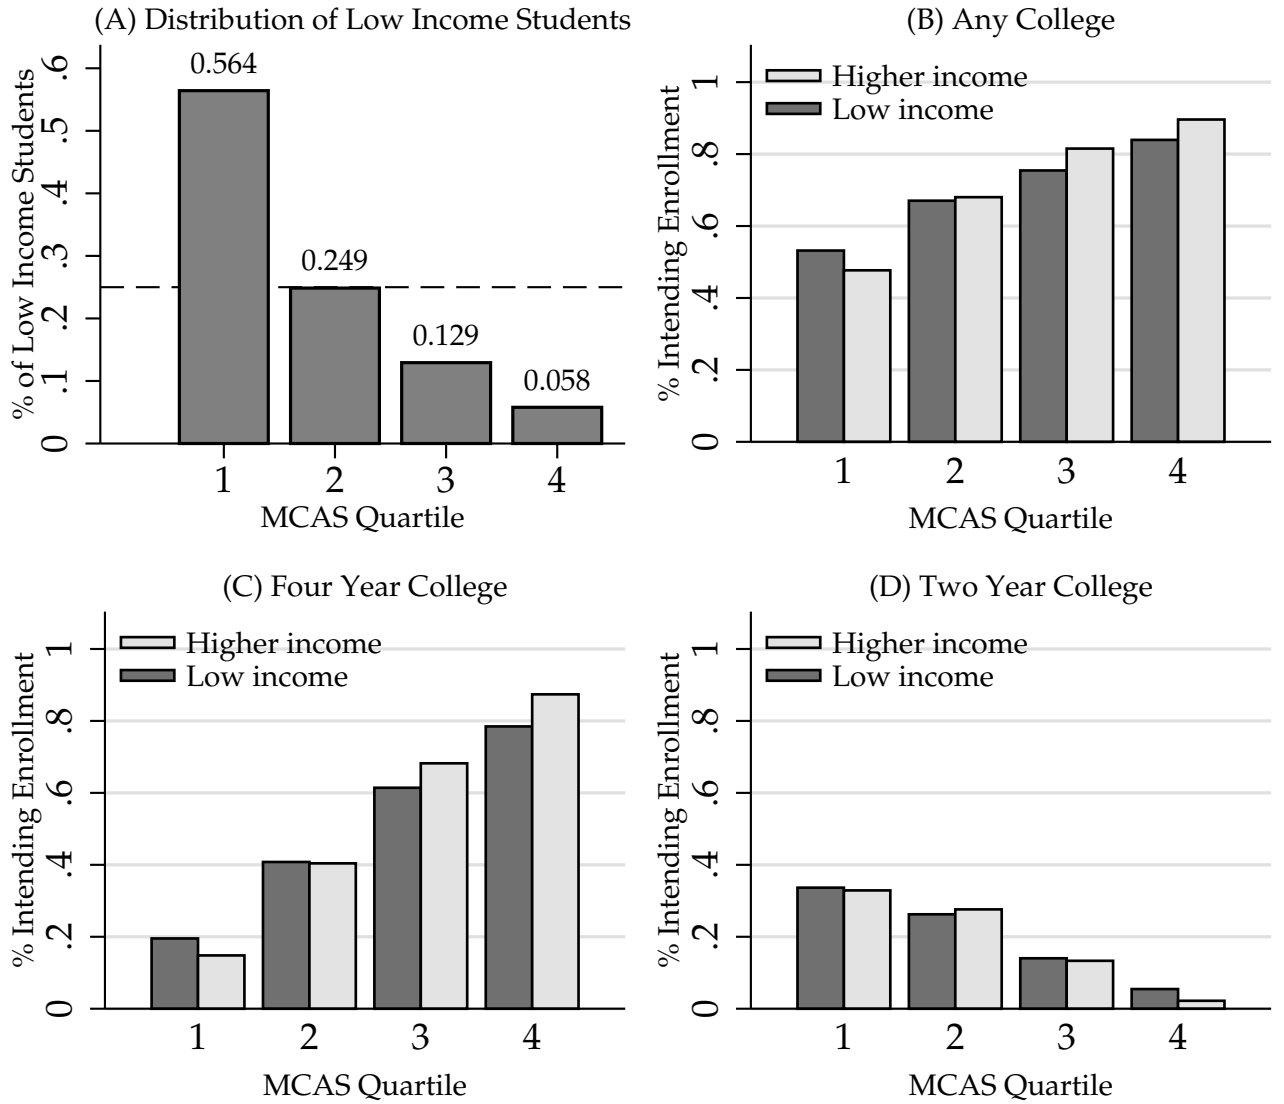 (A) Distribution of Low Income Students
% of Low Income Students
.6
.5
.4
.3
.2
.1
0
0.564
0.249
0.129
0.058
1 2 3 4
MCAS Quartile
(B) Any College
% Intending Enrollment
1
.8
.6
.4
.2
0
Higher income
Low income
1 2 3 4
MCAS Quartile
(C) Four Year College
% Intending Enrollment
1
.8
.6
.4
.2
0
Higher income
Low income
1 2 3 4
MCAS Quartile
(D) Two Year College
% Intending Enrollment
1
.8
.6
.4
.2
0
Higher income
Low income
1 2 3 4
MCAS Quartile